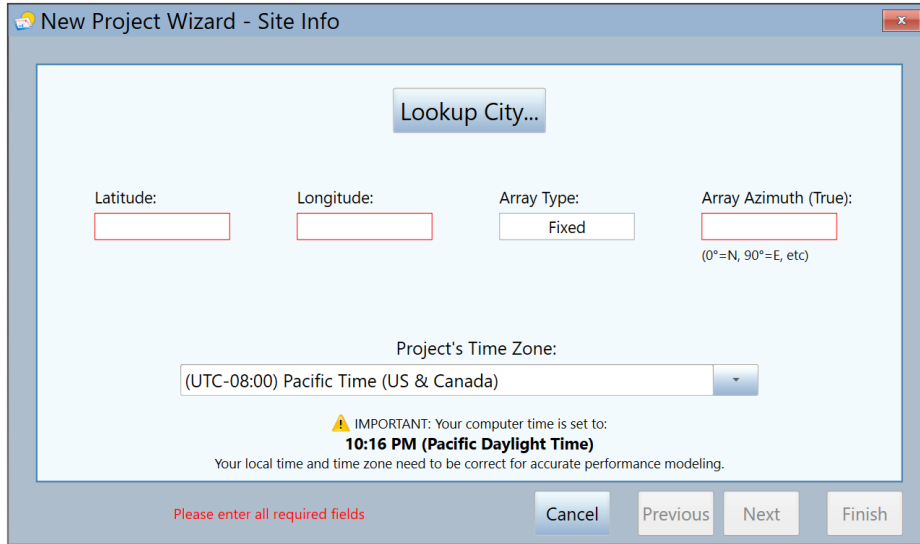 New Project Wizard - Site Info
x
Lookup City...
Latitude: Longitude: Array Type: Array Azimuth (True):
Fixed
(0°=N, 90°=E, etc)
Project's Time Zone:
(UTC-08:00) Pacific Time (US & Canada)
IMPORTANT: Your computer time is set to:
10:16 PM (Pacific Daylight Time)
Your local time and time zone need to be correct for accurate performance modeling.
Please enter all required fields Cancel Previous Next Finish